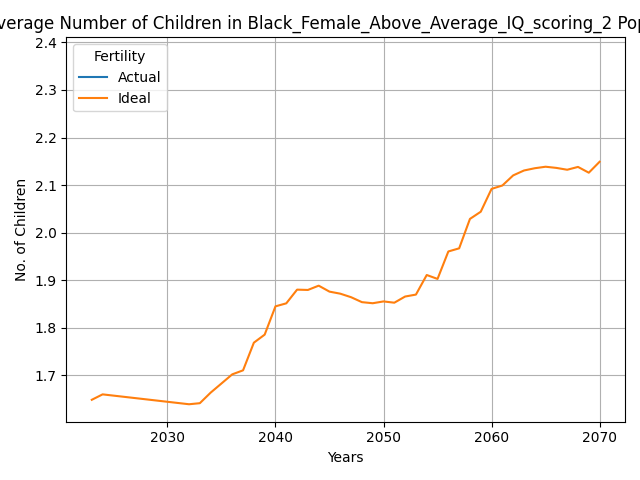 verage Number of Children in Black_Female_Above_Average_IQ_scoring_2 Pop
Fertility
Actual
Ideal
No. of Children
2.4
2.3
2.2
2.1
2.0
1.9
1.8
1.7
2030 2040 2050 2060 2070
Years